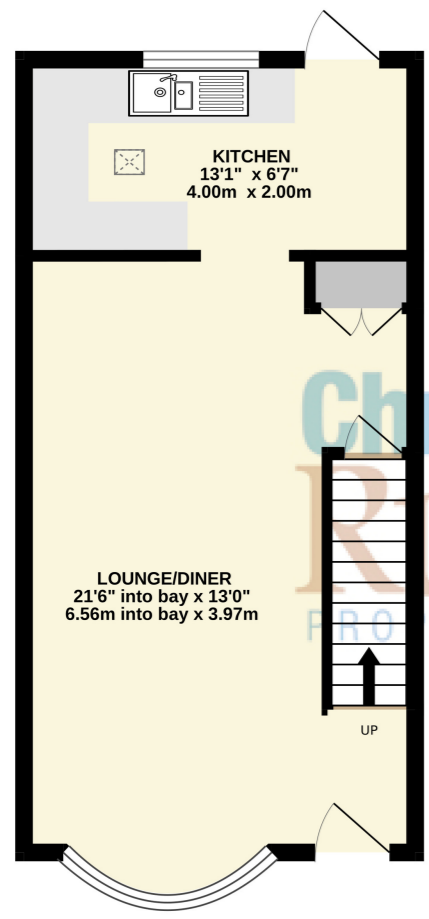 KITCHEN
13'1" x 6'7"
4.00m x 2.00m
LOUNGE/DINER
21'6" into bay x 13'0"
6.56m into bay x 3.97m
UP